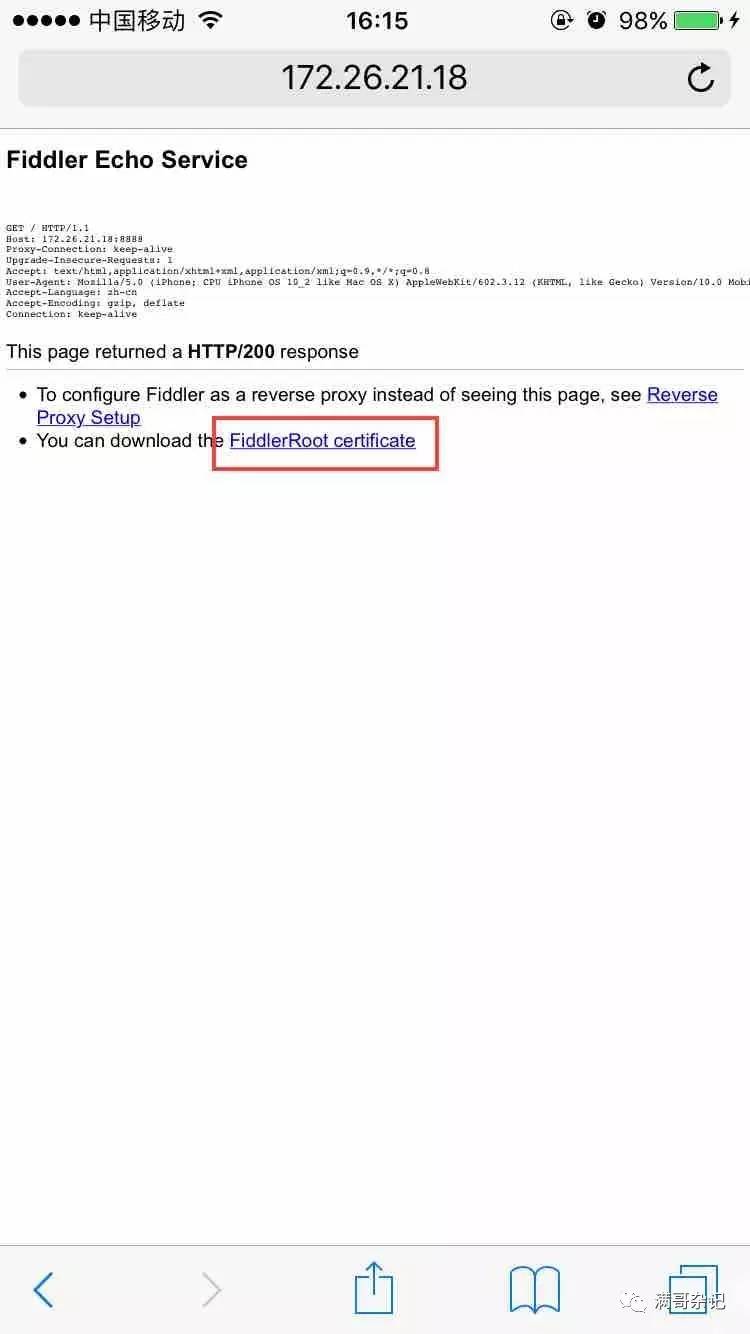 中国移动 16:15 98%
172.26.21.18
Fiddler Echo Service
GET / HTTP/1.1
Host: 172.26.21.18:8888
Proxy-Connection: keep-alive
Upgrade-Insecure-Requests: 1
Accept: text/html,application/xhtml+xml,application/xml;q=0.9,*/*;q=0.8
User-Agent: Mozilla/5.0 (iPhone; CPU iPhone OS 10_2 like Mac OS X) AppleWebKit/602.3.12 (KHTML, like Gecko) Version/10.0 Mobi
Accept-Language: zh-cn
Accept-Encoding: gzip, deflate
Connection: keep-alive
This page returned a HTTP/200 response
• To configure Fiddler as a reverse proxy instead of seeing this page, see Reverse
Proxy Setup
• You can download the FiddlerRoot certificate
满哥杂记